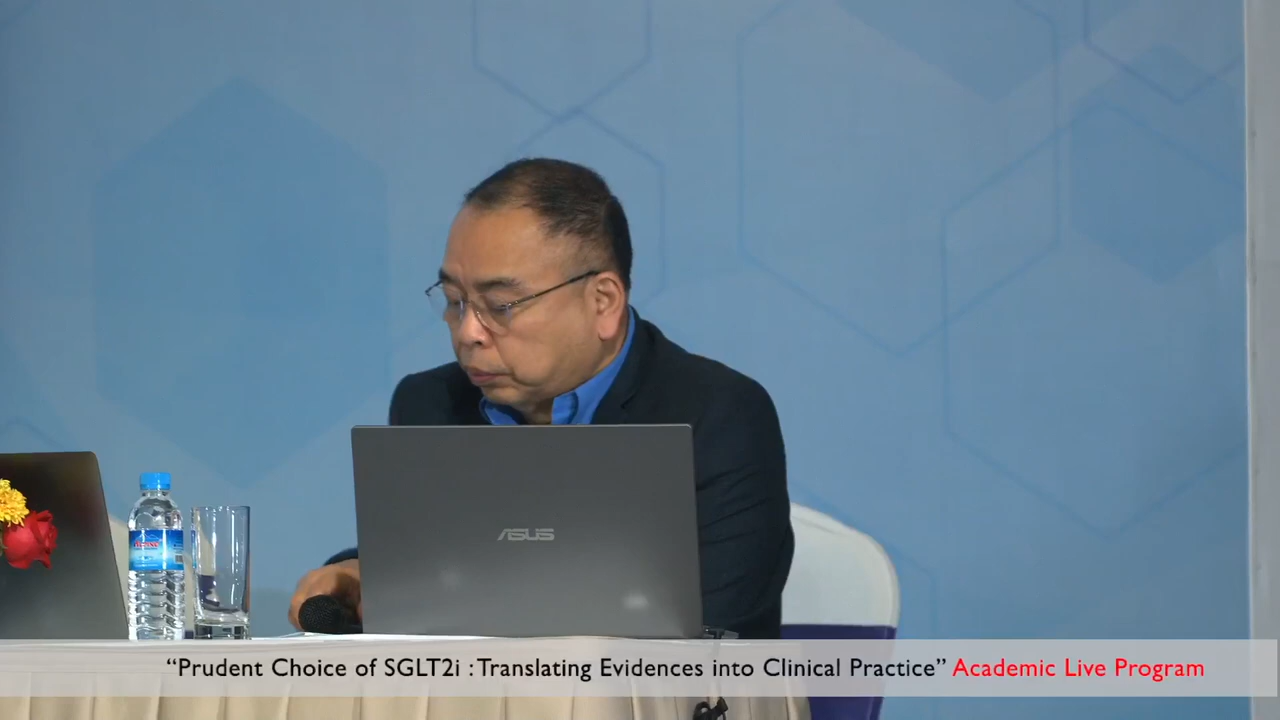 ASUS
“Prudent Choice of SGLT2i : Translating Evidences into Clinical Practice” Academic Live Program